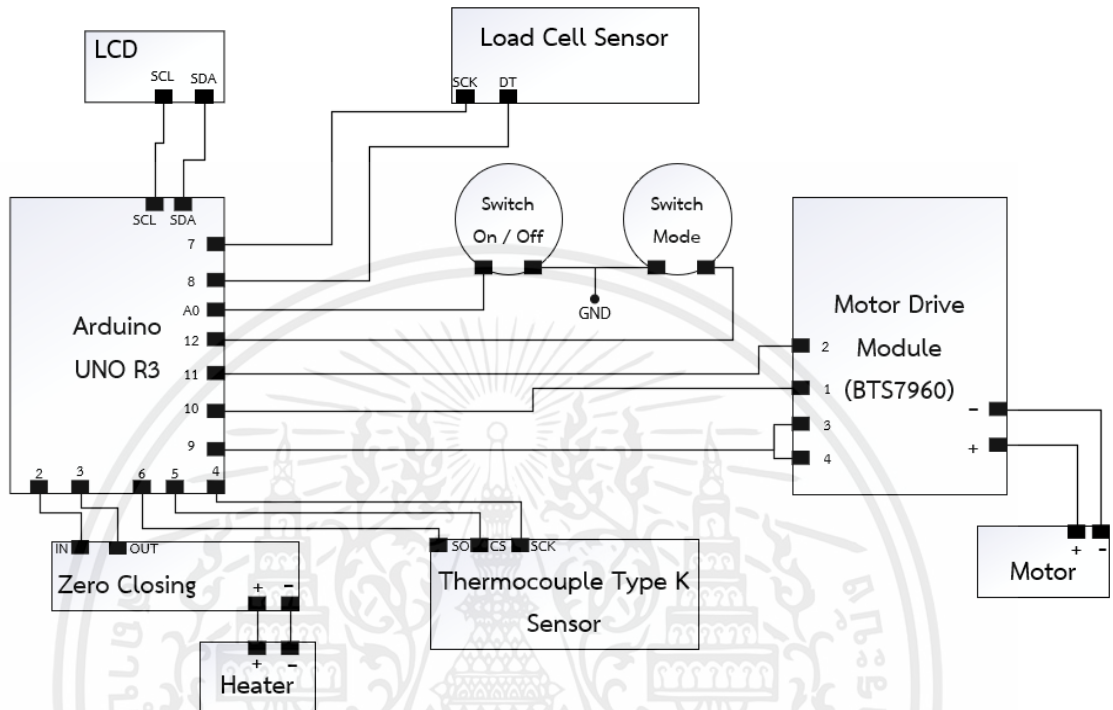 LCD
SCL SDA
Load Cell Sensor
SCK DT
SCL SDA
7
8
A0
12
11
10
9
Arduino
UNO R3
2 3 6 5 4
Switch
On / Off
Switch
Mode
GND
Motor Drive
Module
(BTS7960)
2
1
3
4
-
+
+ -
Motor
IN OUT
Zero Closing
+ -
+ -
Heater
SO CS SCK
Thermocouple Type K
Sensor